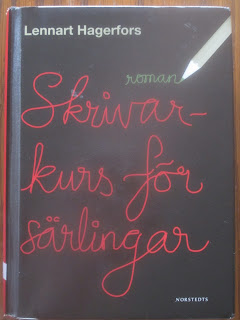 Lennart Hagerfors
roman
Skrivar-
kurs för
särlingar
NORSTEDTS